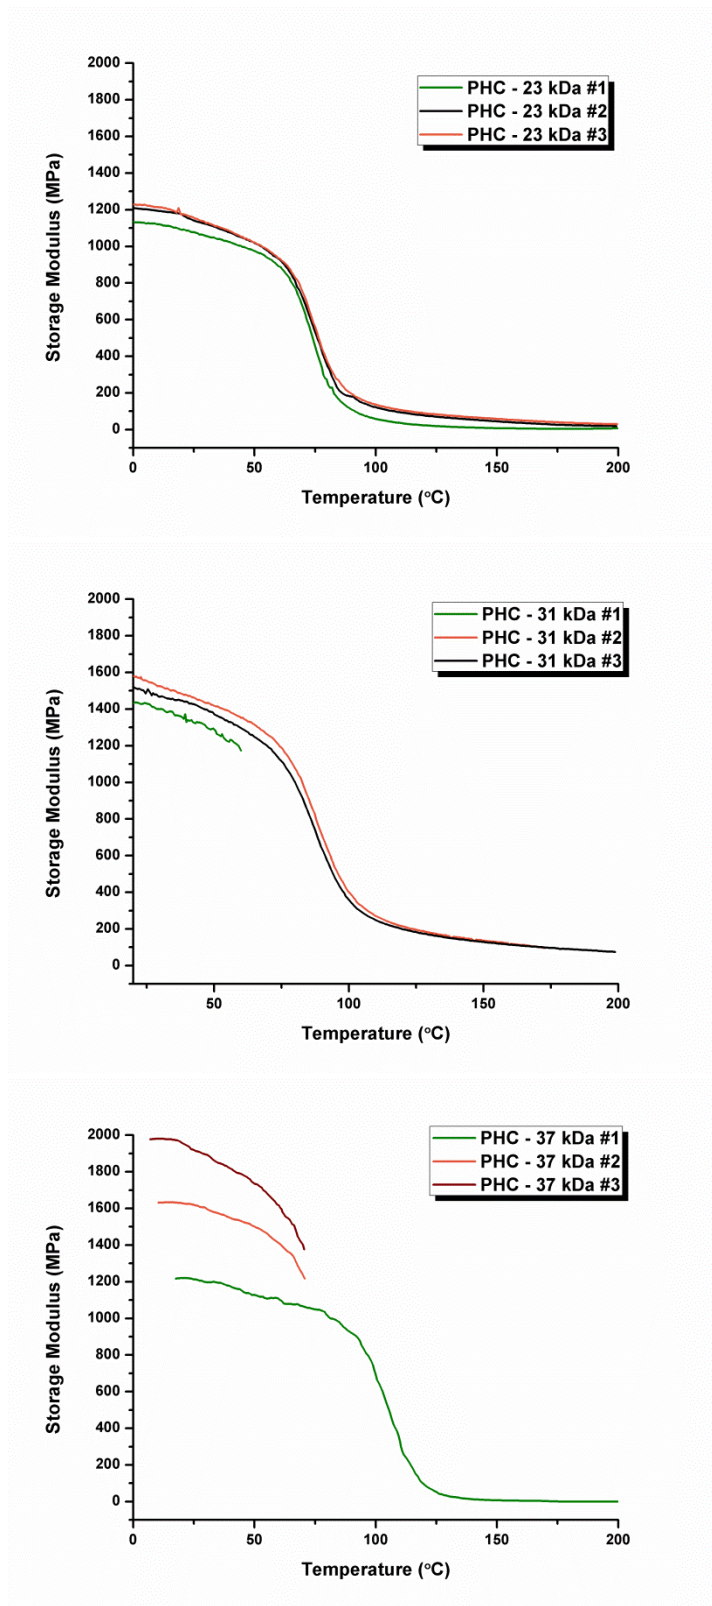 PHC - 23 kDa #1
PHC - 23 kDa #2
PHC - 23 kDa #3
Storage Modulus (MPa)
2000
1800
1600
1400
1200
1000
800
600
400
200
0
0 50 100 150 200
Temperature (°C)
PHC - 31 kDa #1
PHC - 31 kDa #2
PHC - 31 kDa #3
Storage Modulus (MPa)
2000
1800
1600
1400
1200
1000
800
600
400
200
0
50 100 150 200
Temperature (°C)
PHC - 37 kDa #1
PHC - 37 kDa #2
PHC - 37 kDa #3
Storage Modulus (MPa)
2000
1800
1600
1400
1200
1000
800
600
400
200
0
0 50 100 150 200
Temperature (°C)